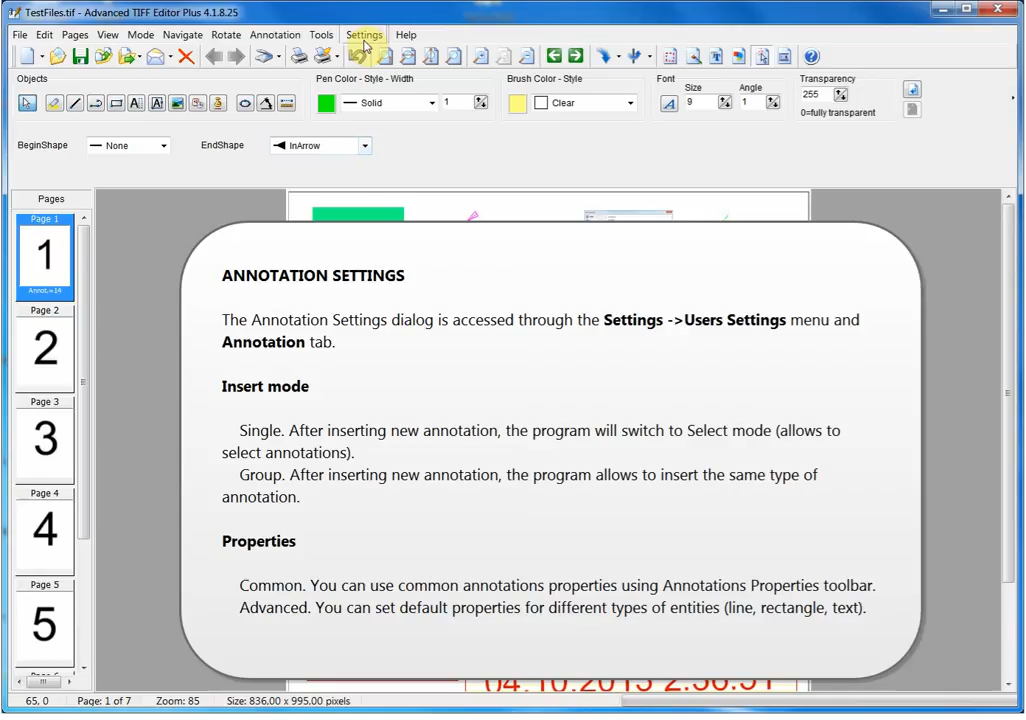 TestFiles.tif - Advanced TIFF Editor Plus 4.1.8.25
File Edit Pages View Mode Navigate Rotate Annotation Tools Settings Help
Objects
Pen Color - Style - Width
Brush Color - Style
Font
Size
Angle
Transparency
Solid
1
Clear
9
1
255
0=fully transparent
BeginShape
None
EndShape
InArrow
Pages
Page 1
1
Annot.=14
Page 2
2
Page 3
3
Page 4
4
Page 5
5
ANNOTATION SETTINGS
The Annotation Settings dialog is accessed through the Settings ->Users Settings menu and
Annotation tab.
Insert mode
Single. After inserting new annotation, the program will switch to Select mode (allows to
select annotations).
Group. After inserting new annotation, the program allows to insert the same type of
annotation.
Properties
Common. You can use common annotations properties using Annotations Properties toolbar.
Advanced. You can set default properties for different types of entities (line, rectangle, text).
65, 0 Page: 1 of 7 Zoom: 85 Size: 836.00 x 995.00 pixels